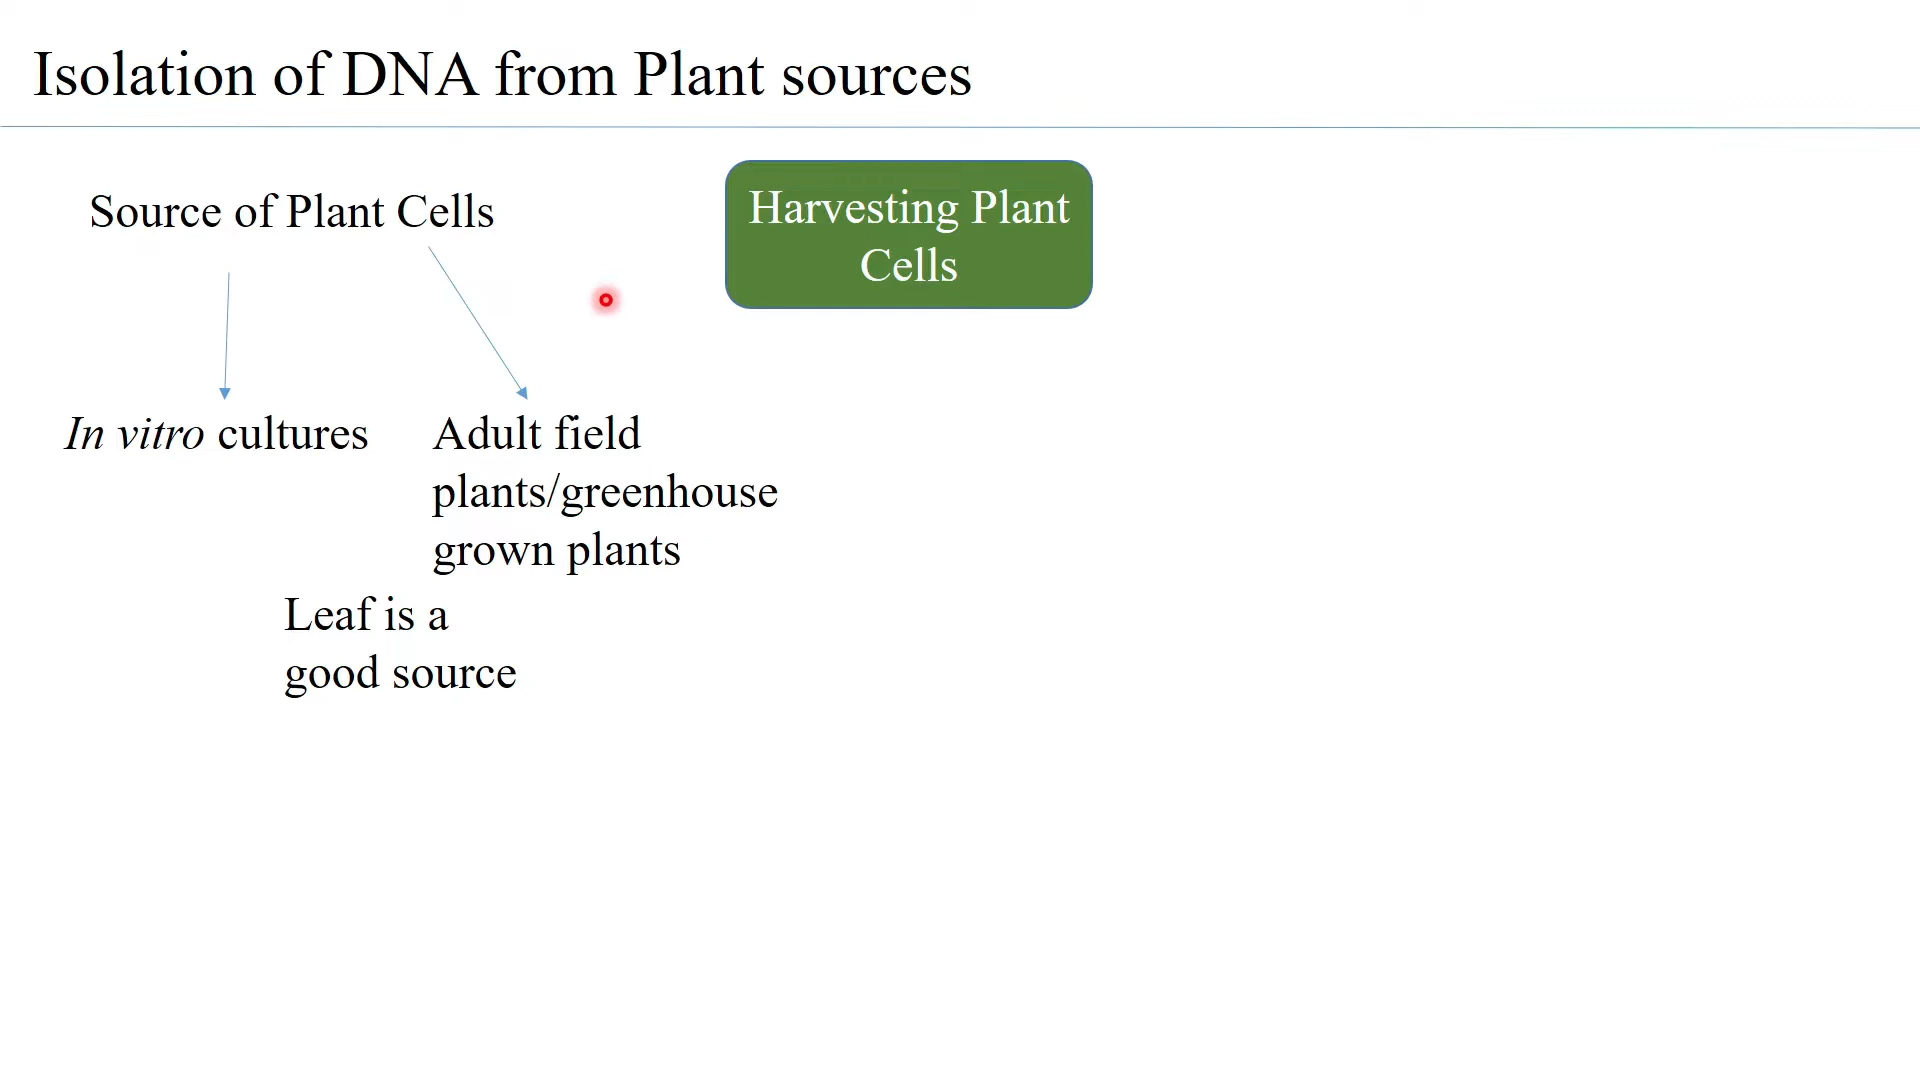 Isolation of DNA from Plant sources
Source of Plant Cells
Harvesting Plant
Cells
In vitro cultures
Adult field
plants/greenhouse
grown plants
Leaf is a
good source